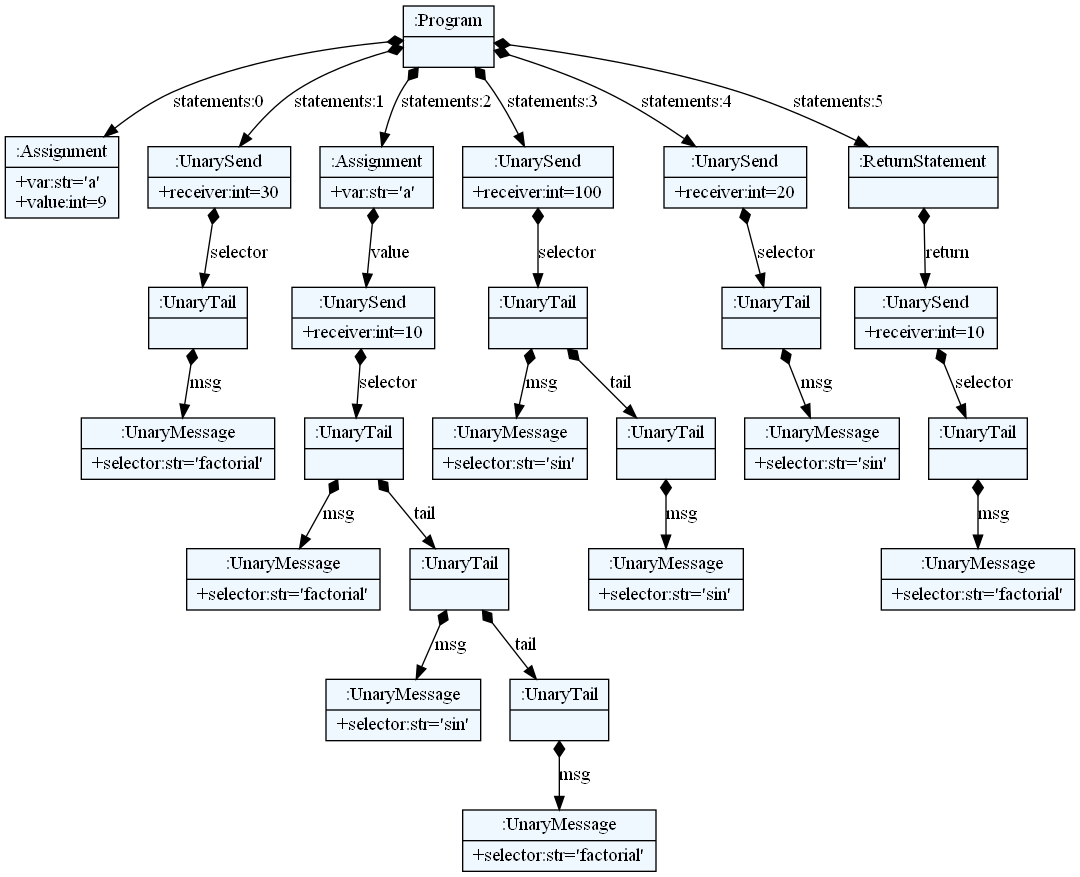 :Program
statements:0
statements:1
statements:2
statements:3
statements:4
statements:5
:Assignment
+var:str='a'
+value:int=9
:UnarySend
+receiver:int=30
:Assignment
+var:str='a'
:UnarySend
+receiver:int=100
:UnarySend
+receiver:int=20
:ReturnStatement
selector
value
selector
selector
return
:UnaryTail
:UnarySend
+receiver:int=10
:UnaryTail
:UnaryTail
:UnarySend
+receiver:int=10
msg
selector
msg
tail
msg
selector
:UnaryMessage
+selector:str='factorial'
:UnaryTail
:UnaryMessage
+selector:str='sin'
:UnaryTail
:UnaryMessage
+selector:str='sin'
:UnaryTail
msg
tail
msg
msg
:UnaryMessage
+selector:str='factorial'
:UnaryTail
:UnaryMessage
+selector:str='sin'
:UnaryMessage
+selector:str='factorial'
msg
tail
:UnaryMessage
+selector:str='sin'
:UnaryTail
msg
:UnaryMessage
+selector:str='factorial'